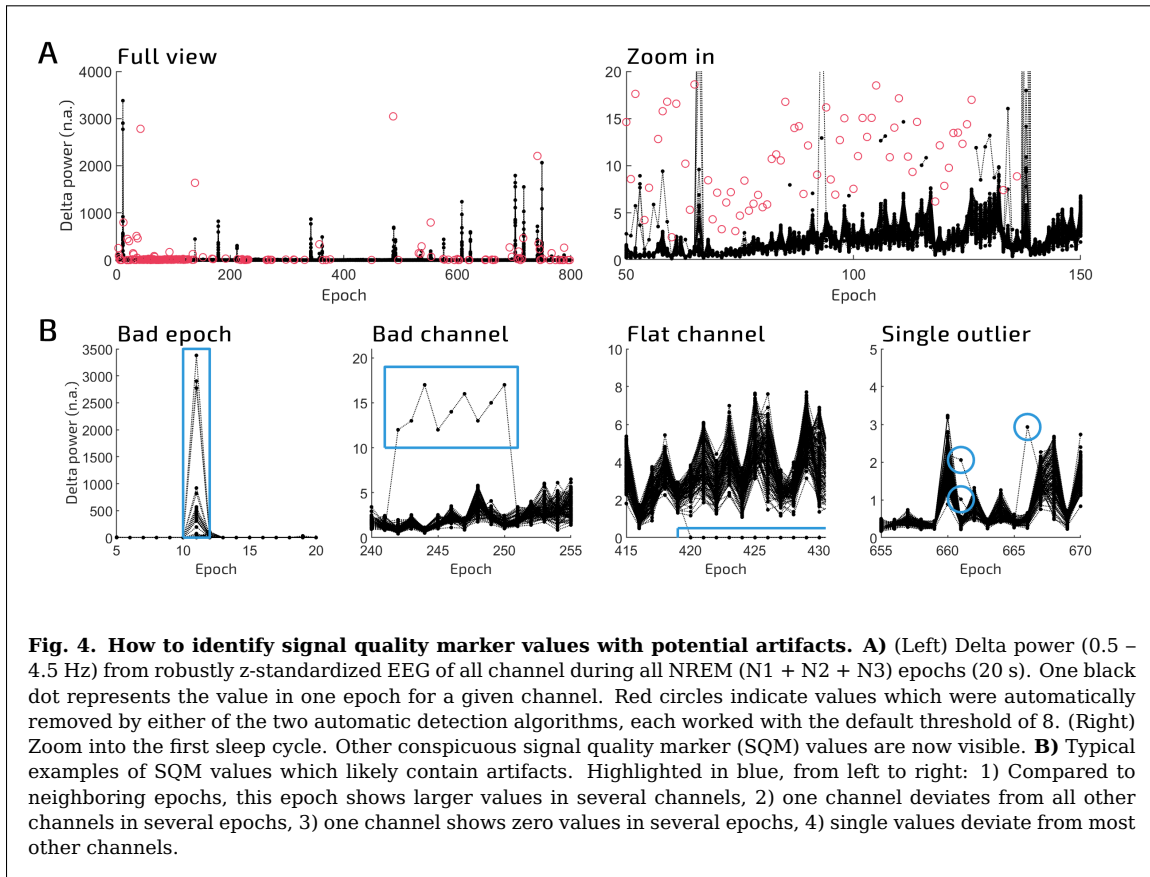 A
Full view
Zoom in
Delta power (n.a.)
4000
3000
2000
1000
0
0 200 400 600 800
Epoch
20
15
10
5
0
50 100 150
Epoch
B
Bad epoch
Bad channel
Flat channel
Single outlier
Delta power (n.a.)
3500
3000
2500
2000
1500
1000
500
0
5 10 15 20
Epoch
20
15
10
5
0
240 245 250 255
Epoch
10
8
6
4
2
0
415 420 425 430
Epoch
5
4
3
2
1
0
655 660 665 670
Epoch
Fig. 4. How to identify signal quality marker values with potential artifacts. A) (Left) Delta power (0.5 –
4.5 Hz) from robustly z-standardized EEG of all channel during all NREM (N1 + N2 + N3) epochs (20 s). One black
dot represents the value in one epoch for a given channel. Red circles indicate values which were automatically
removed by either of the two automatic detection algorithms, each worked with the default threshold of 8. (Right)
Zoom into the first sleep cycle. Other conspicuous signal quality marker (SQM) values are now visible. B) Typical
examples of SQM values which likely contain artifacts. Highlighted in blue, from left to right: 1) Compared to
neighboring epochs, this epoch shows larger values in several channels, 2) one channel deviates from all other
channels in several epochs, 3) one channel shows zero values in several epochs, 4) single values deviate from most
other channels.